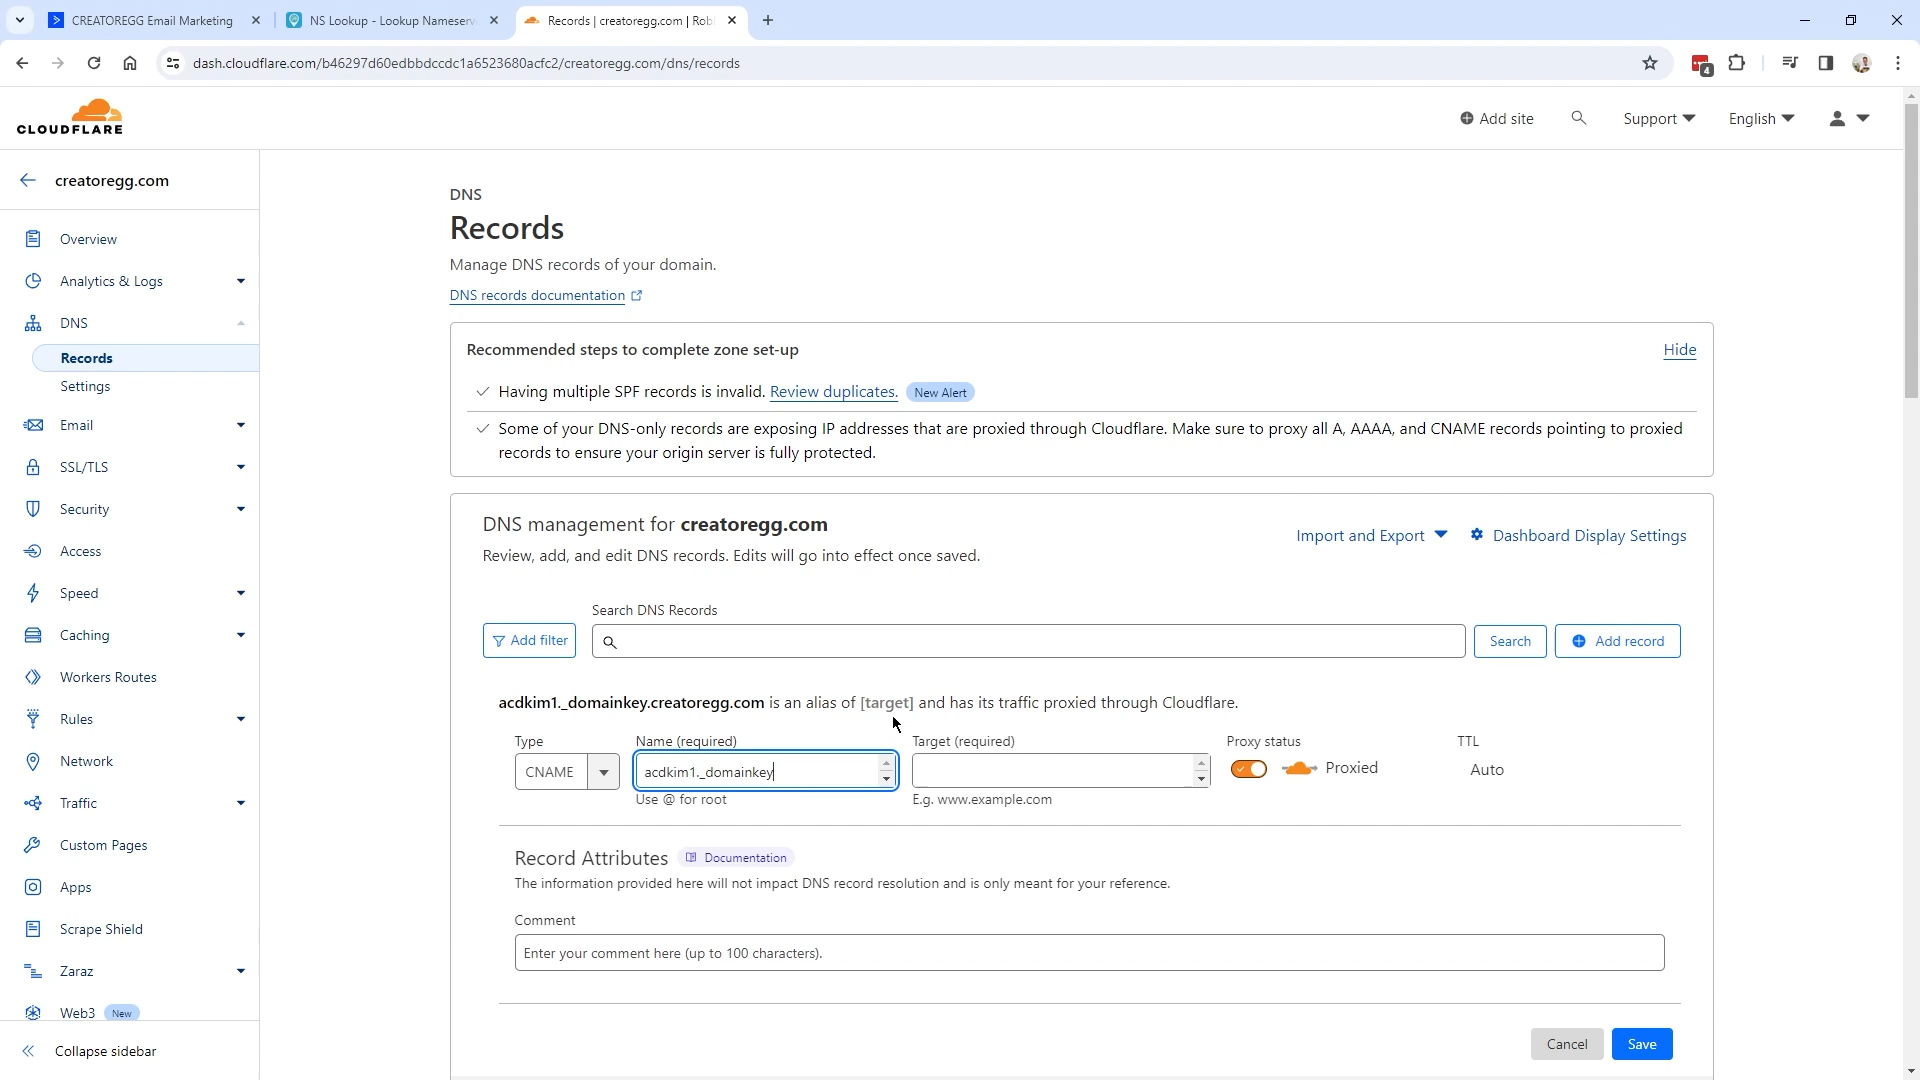 CREATOREGG Email Marketing
NS Lookup - Lookup Nameserv
Records | creatoregg.com | Rob
dash.cloudflare.com/b46297d60edbbdccdc1a6523680acfc2/creatoregg.com/dns/records
4
CLOUDFLARE
Add site
Support
English
creatoregg.com
Overview
Analytics & Logs
DNS
Records
Settings
Email
SSL/TLS
Security
Access
Speed
Caching
Workers Routes
Rules
Network
Traffic
Custom Pages
Apps
Scrape Shield
Zaraz
Web3 New
Collapse sidebar
DNS
Records
Manage DNS records of your domain.
DNS records documentation
Recommended steps to complete zone set-up
Hide
Having multiple SPF records is invalid. Review duplicates. New Alert
Some of your DNS-only records are exposing IP addresses that are proxied through Cloudflare. Make sure to proxy all A, AAAA, and CNAME records pointing to proxied
records to ensure your origin server is fully protected.
DNS management for creatoregg.com
Review, add, and edit DNS records. Edits will go into effect once saved.
Import and Export
Dashboard Display Settings
Search DNS Records
Add filter
Search
Add record
acdkim1._domainkey.creatoregg.com is an alias of [target] and has its traffic proxied through Cloudflare.
Type
Name (required)
Target (required)
Proxy status
TTL
CNAME
acdkim1._domainkey
Proxied
Auto
Use @ for root
E.g. www.example.com
Record Attributes
Documentation
The information provided here will not impact DNS record resolution and is only meant for your reference.
Comment
Enter your comment here (up to 100 characters).
Cancel
Save